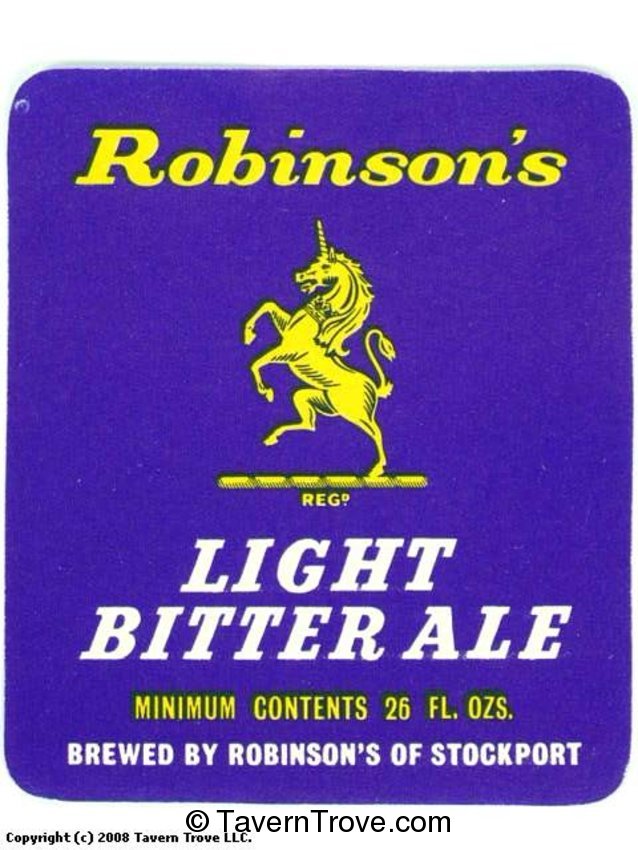 Robinson's
REGD
LIGHT
BITTER ALE
MINIMUM CONTENTS 26 FL. OZS.
BREWED BY ROBINSON'S OF STOCKPORT
© TavernTrove.com
Copyright (c) 2008 Tavern Trove LLC.